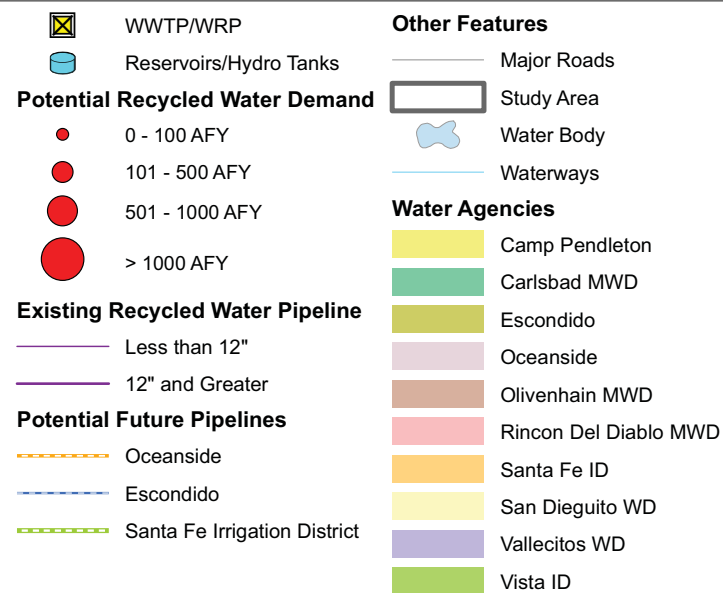 WWTP/WRP
Reservoirs/Hydro Tanks
Potential Recycled Water Demand
0 - 100 AFY
101 - 500 AFY
501 - 1000 AFY
> 1000 AFY
Existing Recycled Water Pipeline
Less than 12"
12" and Greater
Potential Future Pipelines
Oceanside
Escondido
Santa Fe Irrigation District
Other Features
Major Roads
Study Area
Water Body
Waterways
Water Agencies
Camp Pendleton
Carlsbad MWD
Escondido
Oceanside
Olivenhain MWD
Rincon Del Diablo MWD
Santa Fe ID
San Dieguito WD
Vallecitos WD
Vista ID